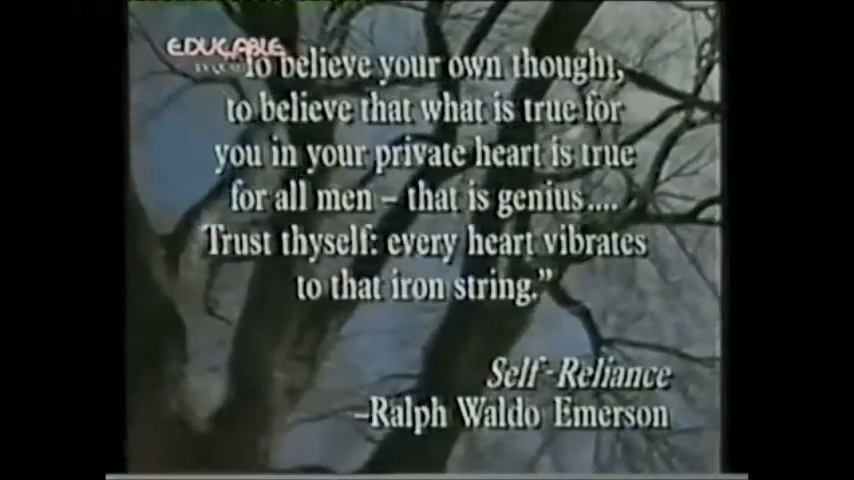 EDUCABLE
"To believe your own thought,
to believe that what is true for
you in your private heart is true
for all men – that is genius....
Trust thyself: every heart vibrates
to that iron string."
Self-Reliance
–Ralph Waldo Emerson